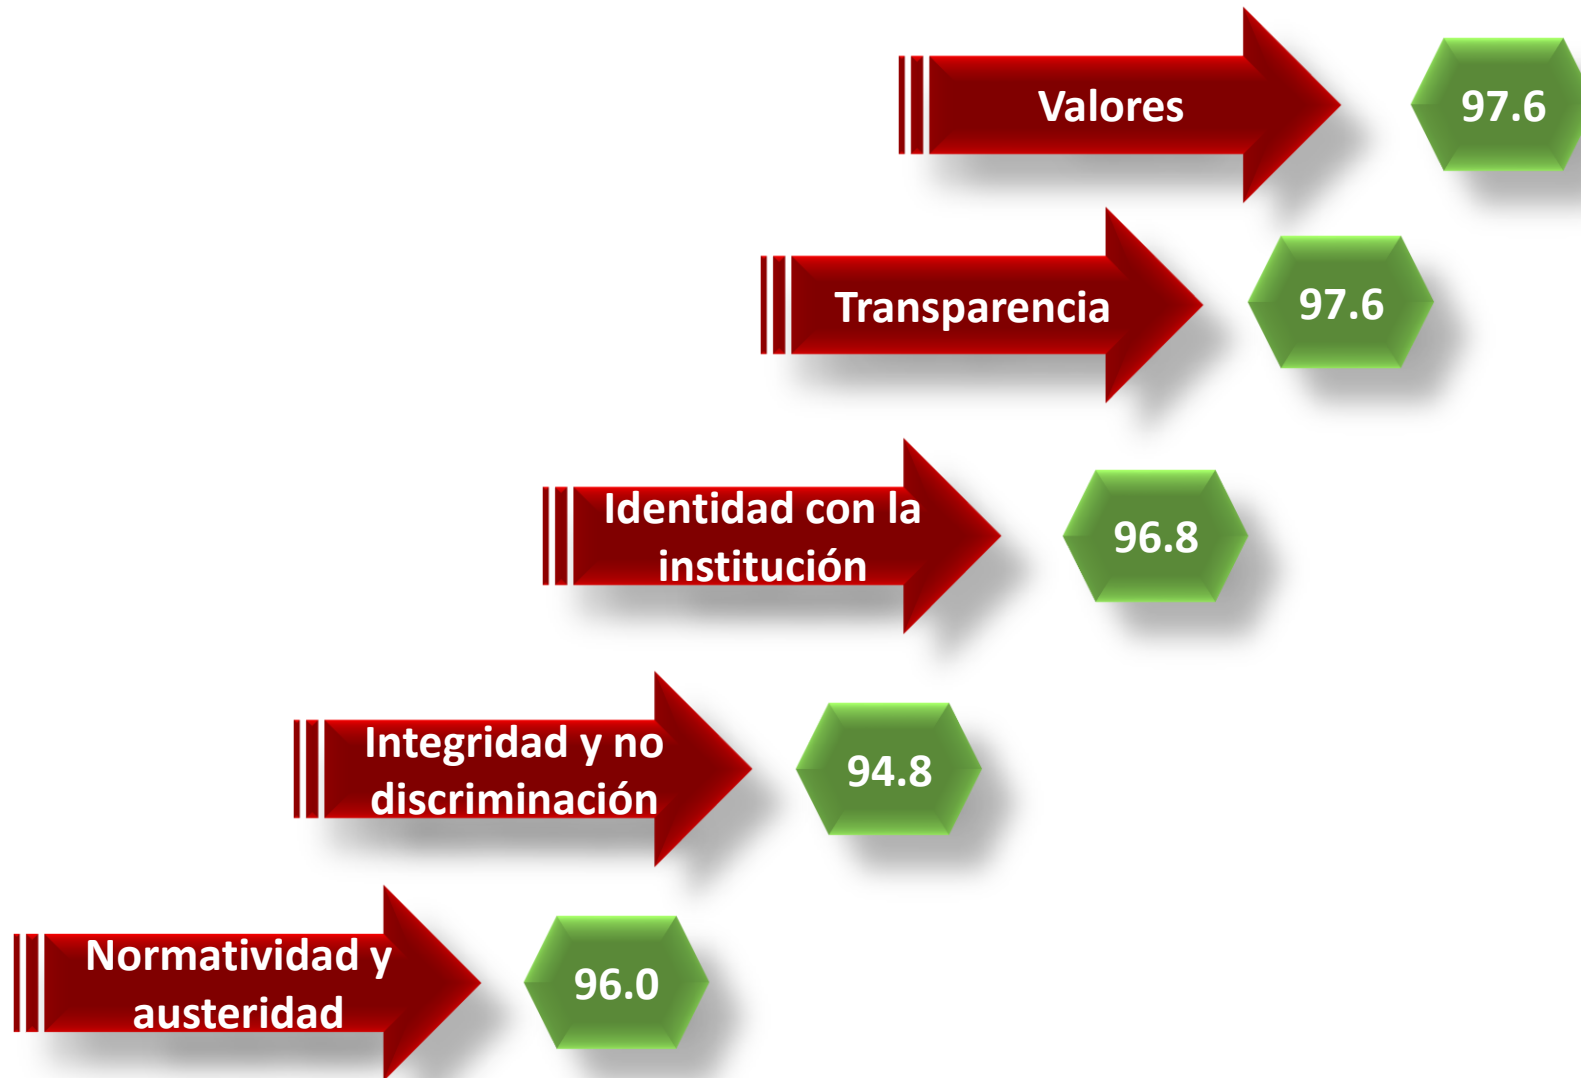 Valores
97.6
Transparencia
97.6
Identidad con la
institución
96.8
Integridad y no
discriminación
94.8
Normatividad y
austeridad
96.0